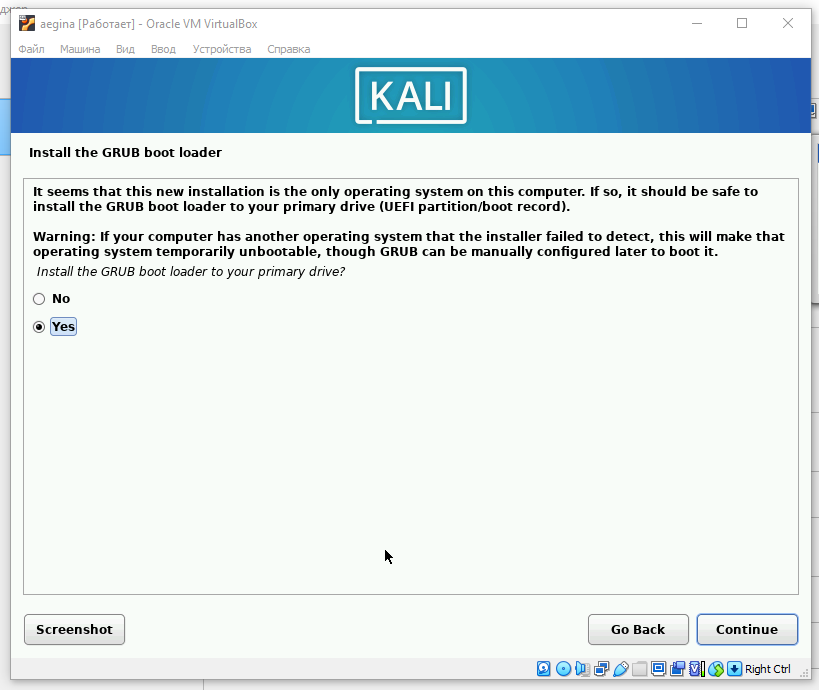 aegina [Работает] - Oracle VM VirtualBox
Файл Машина Вид Ввод Устройства Справка
KALI
Install the GRUB boot loader
It seems that this new installation is the only operating system on this computer. If so, it should be safe to
install the GRUB boot loader to your primary drive (UEFI partition/boot record).
Warning: If your computer has another operating system that the installer failed to detect, this will make that
operating system temporarily unbootable, though GRUB can be manually configured later to boot it.
Install the GRUB boot loader to your primary drive?
No
Yes
Screenshot Go Back Continue
Right Ctrl